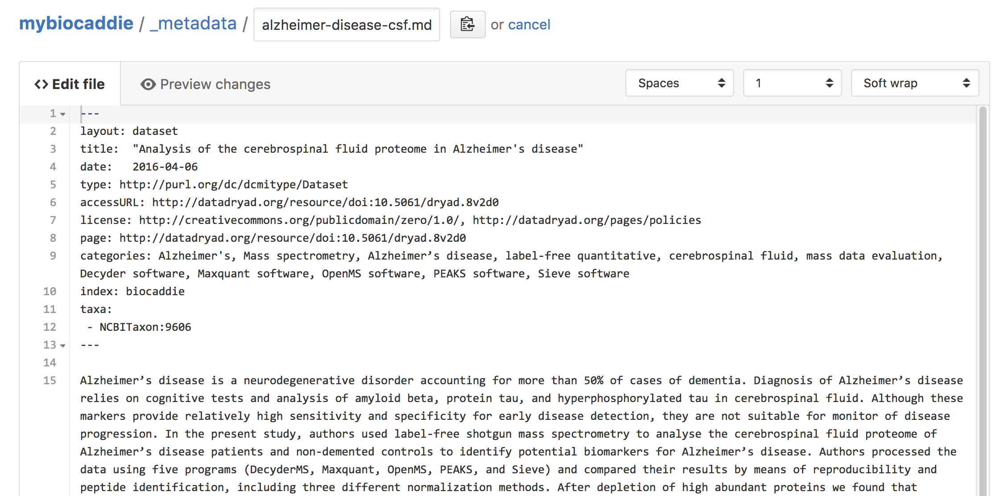 mybiocaddie / _metadata / alzheimer-disease-csf.md or cancel
<> Edit file Preview changes Spaces 1 Soft wrap
1 ---
2 layout: dataset
3 title:  "Analysis of the cerebrospinal fluid proteome in Alzheimer's disease"
4 date:   2016-04-06
5 type: http://purl.org/dc/dcmitype/Dataset
6 accessURL: http://datadryad.org/resource/doi:10.5061/dryad.8v2d0
7 license: http://creativecommons.org/publicdomain/zero/1.0/, http://datadryad.org/pages/policies
8 page: http://datadryad.org/resource/doi:10.5061/dryad.8v2d0
9 categories: Alzheimer's, Mass spectrometry, Alzheimer’s disease, label-free quantitative, cerebrospinal fluid, mass data evaluation,
Decyder software, Maxquant software, OpenMS software, PEAKS software, Sieve software
10 index: biocaddie
11 taxa:
12  - NCBITaxon:9606
13 ---
14
15 Alzheimer’s disease is a neurodegenerative disorder accounting for more than 50% of cases of dementia. Diagnosis of Alzheimer’s disease
relies on cognitive tests and analysis of amyloid beta, protein tau, and hyperphosphorylated tau in cerebrospinal fluid. Although these
markers provide relatively high sensitivity and specificity for early disease detection, they are not suitable for monitor of disease
progression. In the present study, authors used label-free shotgun mass spectrometry to analyse the cerebrospinal fluid proteome of
Alzheimer’s disease patients and non-demented controls to identify potential biomarkers for Alzheimer’s disease. Authors processed the
data using five programs (DecyderMS, Maxquant, OpenMS, PEAKS, and Sieve) and compared their results by means of reproducibility and
peptide identification, including three different normalization methods. After depletion of high abundant proteins we found that